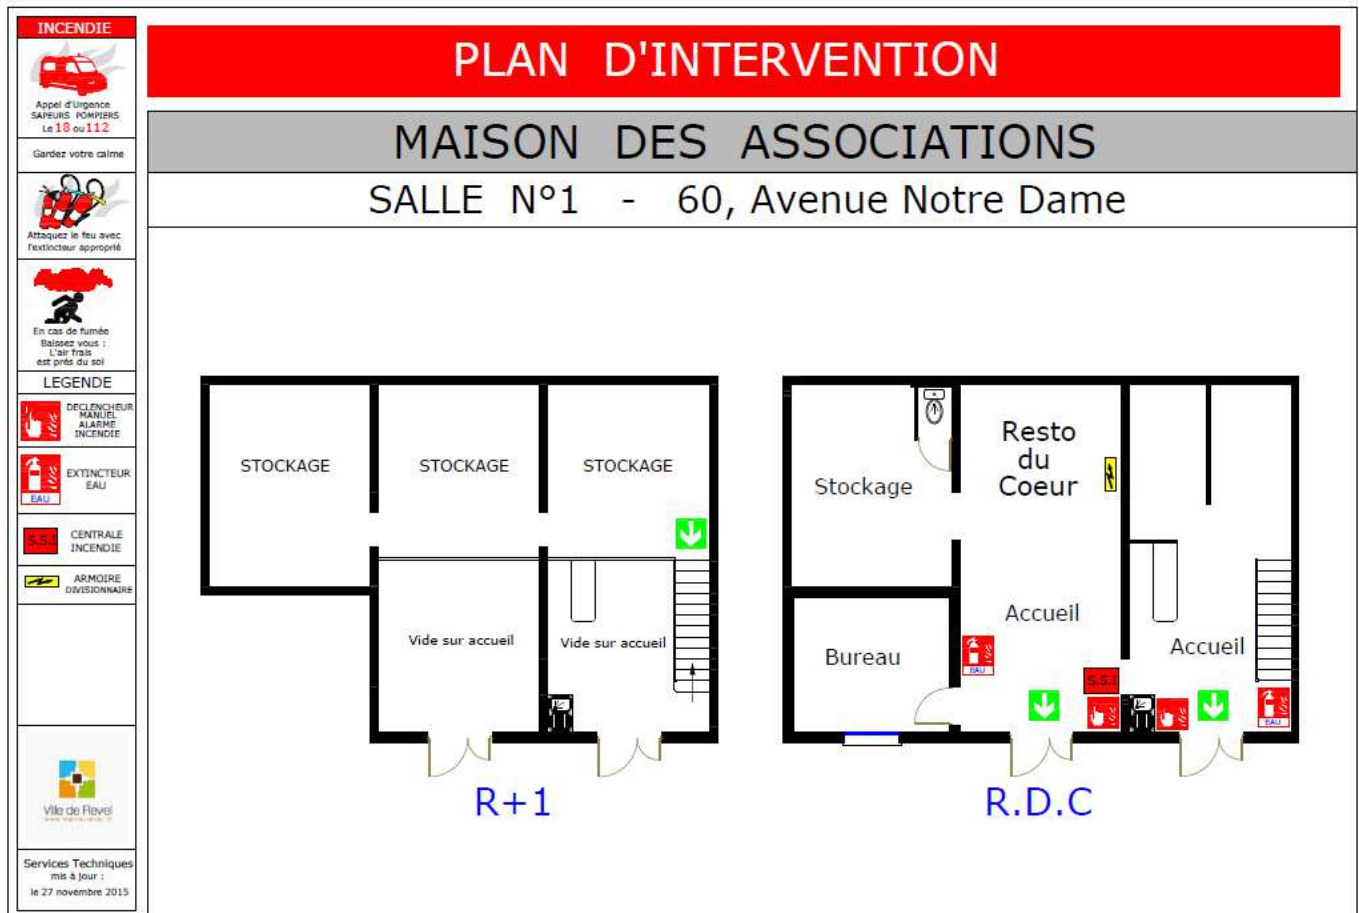 INCENDIE
Appel d'Urgence
SAPEURS POMPIERS
Le 18 ou 112
Gardez votre calme
Attaquez le feu avec
l'extincteur approprié
En cas de fumée
Baissez vous :
L'air frais
est prés du sol
LEGENDE
DECLENCHEUR
MANUEL
ALARME
INCENDIE
EAU
EXTINCTEUR
EAU
S.S.I
CENTRALE
INCENDIE
ARMOIRE
DIVISIONNAIRE
Ville de Revel
Services Techniques
mis à jour :
le 27 novembre 2015
PLAN D'INTERVENTION
MAISON DES ASSOCIATIONS
SALLE N°1 - 60, Avenue Notre Dame
STOCKAGE
STOCKAGE
STOCKAGE
Vide sur accueil
Vide sur accueil
R+1
Stockage
Resto
du
Coeur
Bureau
Accueil
Accueil
EAU
S.S.I
EAU
R.D.C